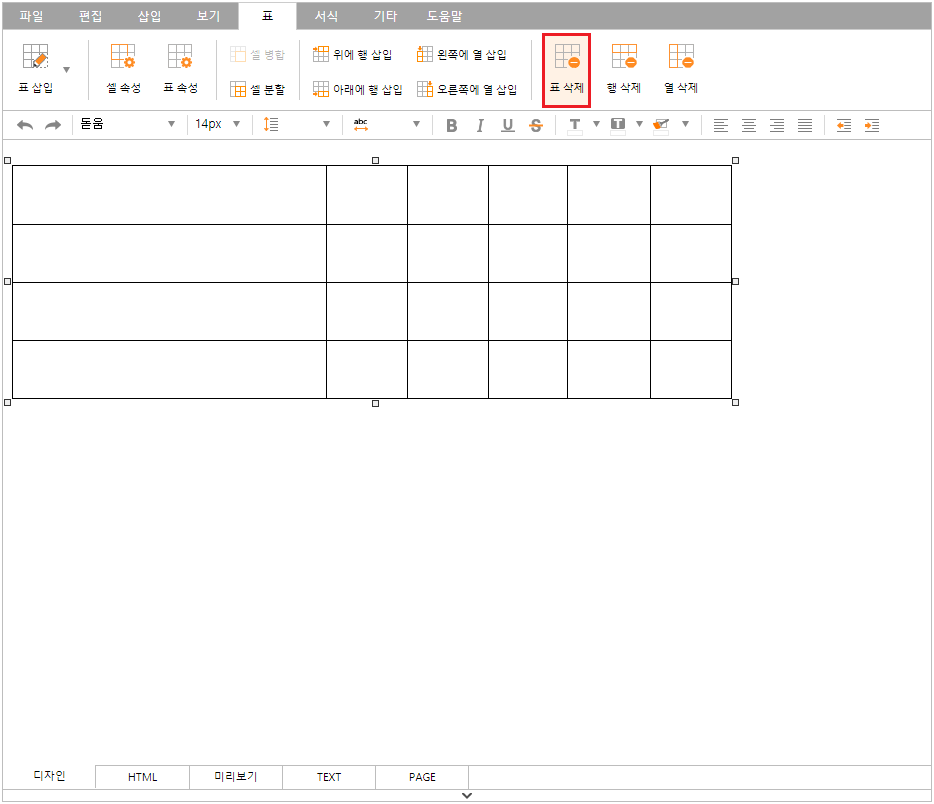 파일 편집 삽입 보기 표 서식 기타 도움말
표 삽입 셀 속성 표 속성 셀 병합 위에 행 삽입 왼쪽에 열 삽입 표 삭제 행 삭제 열 삭제
셀 분할 아래에 행 삽입 오른쪽에 열 삽입
돋움 14px abc B I U S T T
디자인 HTML 미리보기 TEXT PAGE